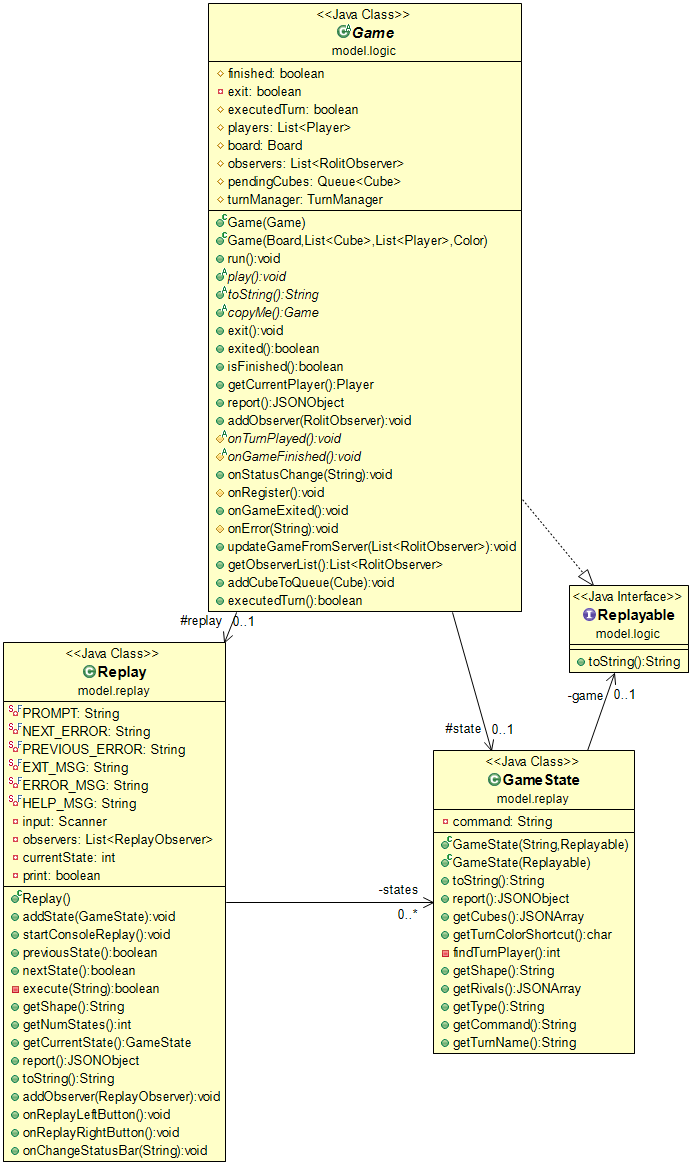 <<Java Class>>
Game
model.logic
finished: boolean
exit: boolean
executedTurn: boolean
players: List<Player>
board: Board
observers: List<RolitObserver>
pendingCubes: Queue<Cube>
turnManager: TurnManager
Game(Game)
Game(Board,List<Cube>,List<Player>,Color)
run():void
play():void
toString():String
copyMe():Game
exit():void
exited():boolean
isFinished():boolean
getCurrentPlayer():Player
report():JSONObject
addObserver(RolitObserver):void
onTurnPlayed():void
onGameFinished():void
onStatusChange(String):void
onRegister():void
onGameExited():void
onError(String):void
updateGameFromServer(List<RolitObserver>):void
getObserverList():List<RolitObserver>
addCubeToQueue(Cube):void
executedTurn():boolean
<<Java Interface>>
Replayable
model.logic
toString():String
#replay 0..1
-game 0..1
#state 0..1
<<Java Class>>
Replay
model.replay
PROMPT: String
NEXT_ERROR: String
PREVIOUS_ERROR: String
EXIT_MSG: String
ERROR_MSG: String
HELP_MSG: String
input: Scanner
observers: List<ReplayObserver>
currentState: int
print: boolean
Replay()
addState(GameState):void
startConsoleReplay():void
previousState():boolean
nextState():boolean
execute(String):boolean
getShape():String
getNumStates():int
getCurrentState():GameState
report():JSONObject
toString():String
addObserver(ReplayObserver):void
onReplayLeftButton():void
onReplayRightButton():void
onChangeStatusBar(String):void
-states
0..*
<<Java Class>>
GameState
model.replay
command: String
GameState(String,Replayable)
GameState(Replayable)
toString():String
report():JSONObject
getCubes():JSONArray
getTurnColorShortcut():char
findTurnPlayer():int
getShape():String
getRivals():JSONArray
getType():String
getCommand():String
getTurnName():String